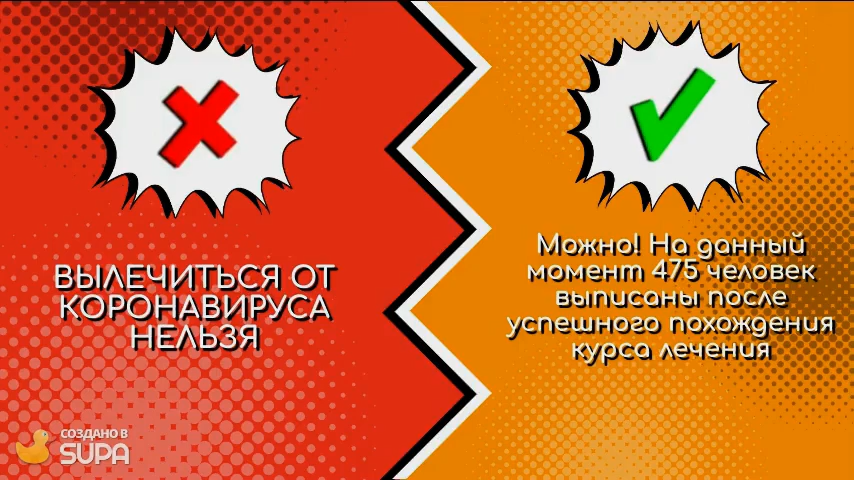 ВЫЛЕЧИТЬСЯ ОТ
КОРОНАВИРУСА
НЕЛЬЗЯ
Можно! На данный
момент 475 человек
выписаны после
успешного похождения
курса лечения
СОЗДАНО В
SUPA